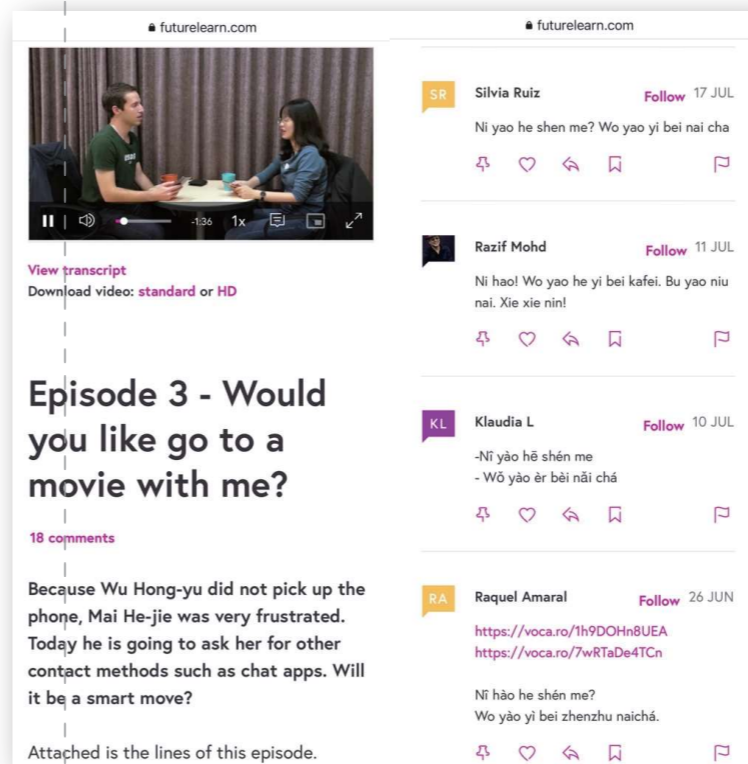 futurelearn.com
-1:36 1x
View transcript
Download video: standard or HD
Episode 3 - Would
you like go to a
movie with me?
18 comments
Because Wu Hong-yu did not pick up the
phone, Mai He-jie was very frustrated.
Today he is going to ask her for other
contact methods such as chat apps. Will
it be a smart move?
Attached is the lines of this episode.
futurelearn.com
SR Silvia Ruiz Follow 17 JUL
Ni yao he shen me? Wo yao yi bei nai cha
Razif Mohd Follow 11 JUL
Ni hao! Wo yao he yi bei kafei. Bu yao niu
nai. Xie xie nin!
KL Klaudia L Follow 10 JUL
-Nî yào hē shén me
- Wǒ yào èr bèi nǎi chá
RA Raquel Amaral Follow 26 JUN
https://voca.ro/1h9DOHn8UEA
https://voca.ro/7wRTaDe4TCn
Nî hào he shén me?
Wo yào yì bei zhenzhu naichá.